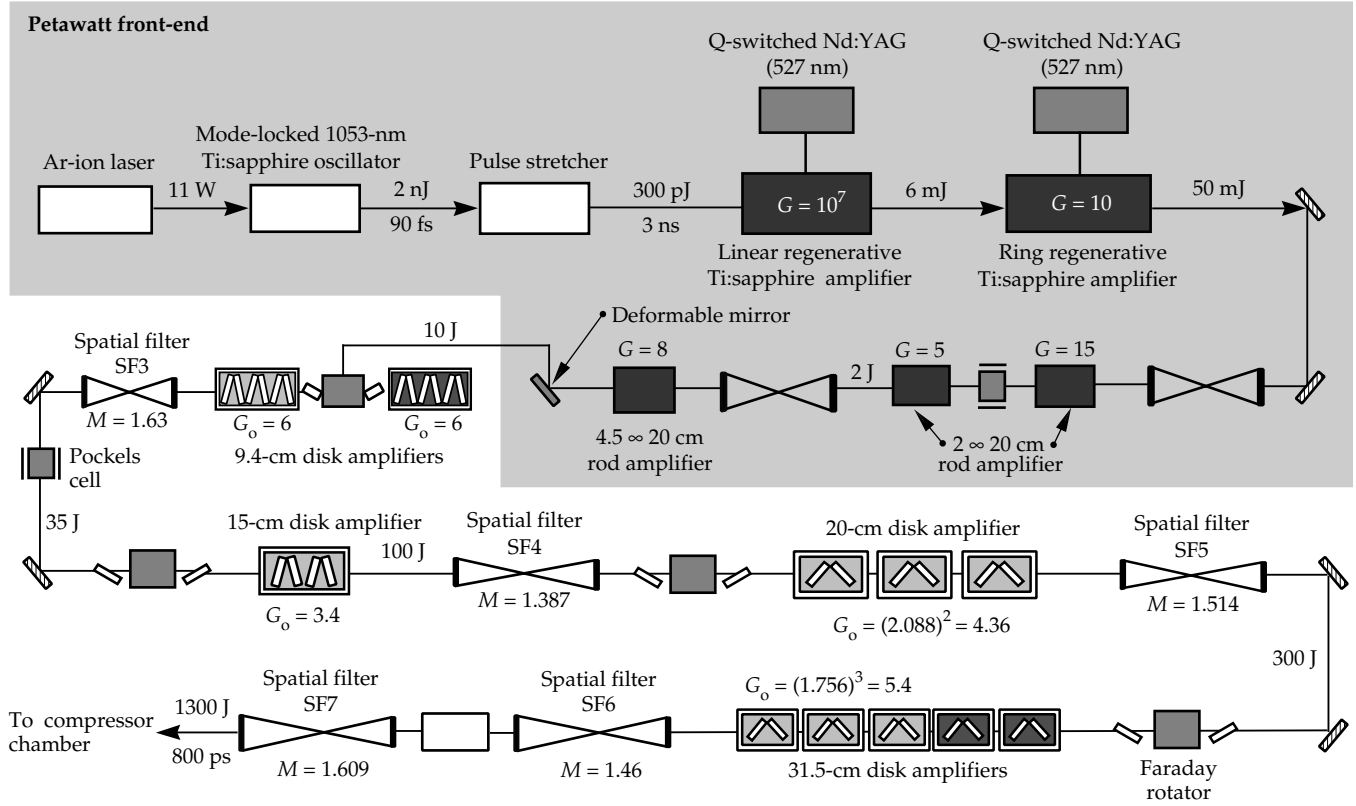 Petawatt front-end
Q-switched Nd:YAG
(527 nm)
Q-switched Nd:YAG
(527 nm)
Ar-ion laser
11 W
Mode-locked 1053-nm
Ti:sapphire oscillator
2 nJ
90 fs
Pulse stretcher
300 pJ
3 ns
G = 10⁷
Linear regenerative
Ti:sapphire amplifier
6 mJ
G = 10
Ring regenerative
Ti:sapphire amplifier
50 mJ
Spatial filter
SF3
M = 1.63
Gₒ = 6
Gₒ = 6
9.4-cm disk amplifiers
10 J
Deformable mirror
G = 8
4.5 ∞ 20 cm
rod amplifier
2 J
G = 5
G = 15
2 ∞ 20 cm
rod amplifier
Pockels
cell
35 J
15-cm disk amplifier
Gₒ = 3.4
100 J
Spatial filter
SF4
M = 1.387
20-cm disk amplifier
Gₒ = (2.088)² = 4.36
Spatial filter
SF5
M = 1.514
300 J
To compressor
chamber
1300 J
800 ps
Spatial filter
SF7
M = 1.609
Spatial filter
SF6
M = 1.46
Gₒ = (1.756)³ = 5.4
31.5-cm disk amplifiers
Faraday
rotator